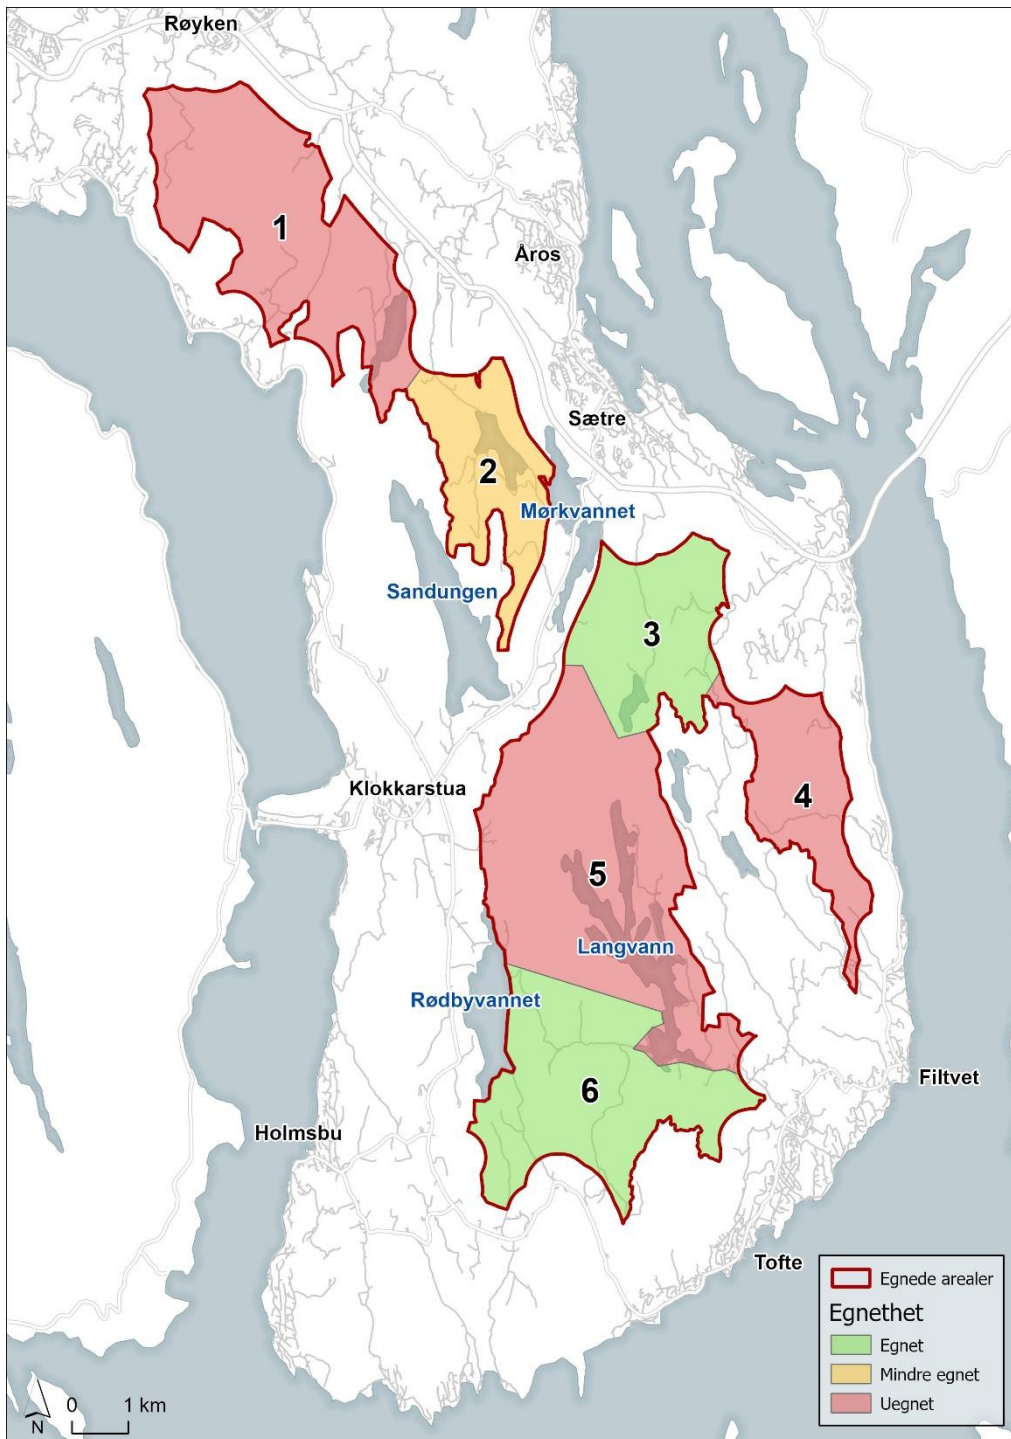 Røyken
1
Åros
Sætre
2
Mørkvannet
Sandungen
3
Klokkarstua
4
5
Langvann
Rødbyvannet
Filtvet
6
Holmsbu
Tofte
Egnede arealer
Egnethet
Egnet
Mindre egnet
Uegnet
0 1 km
N